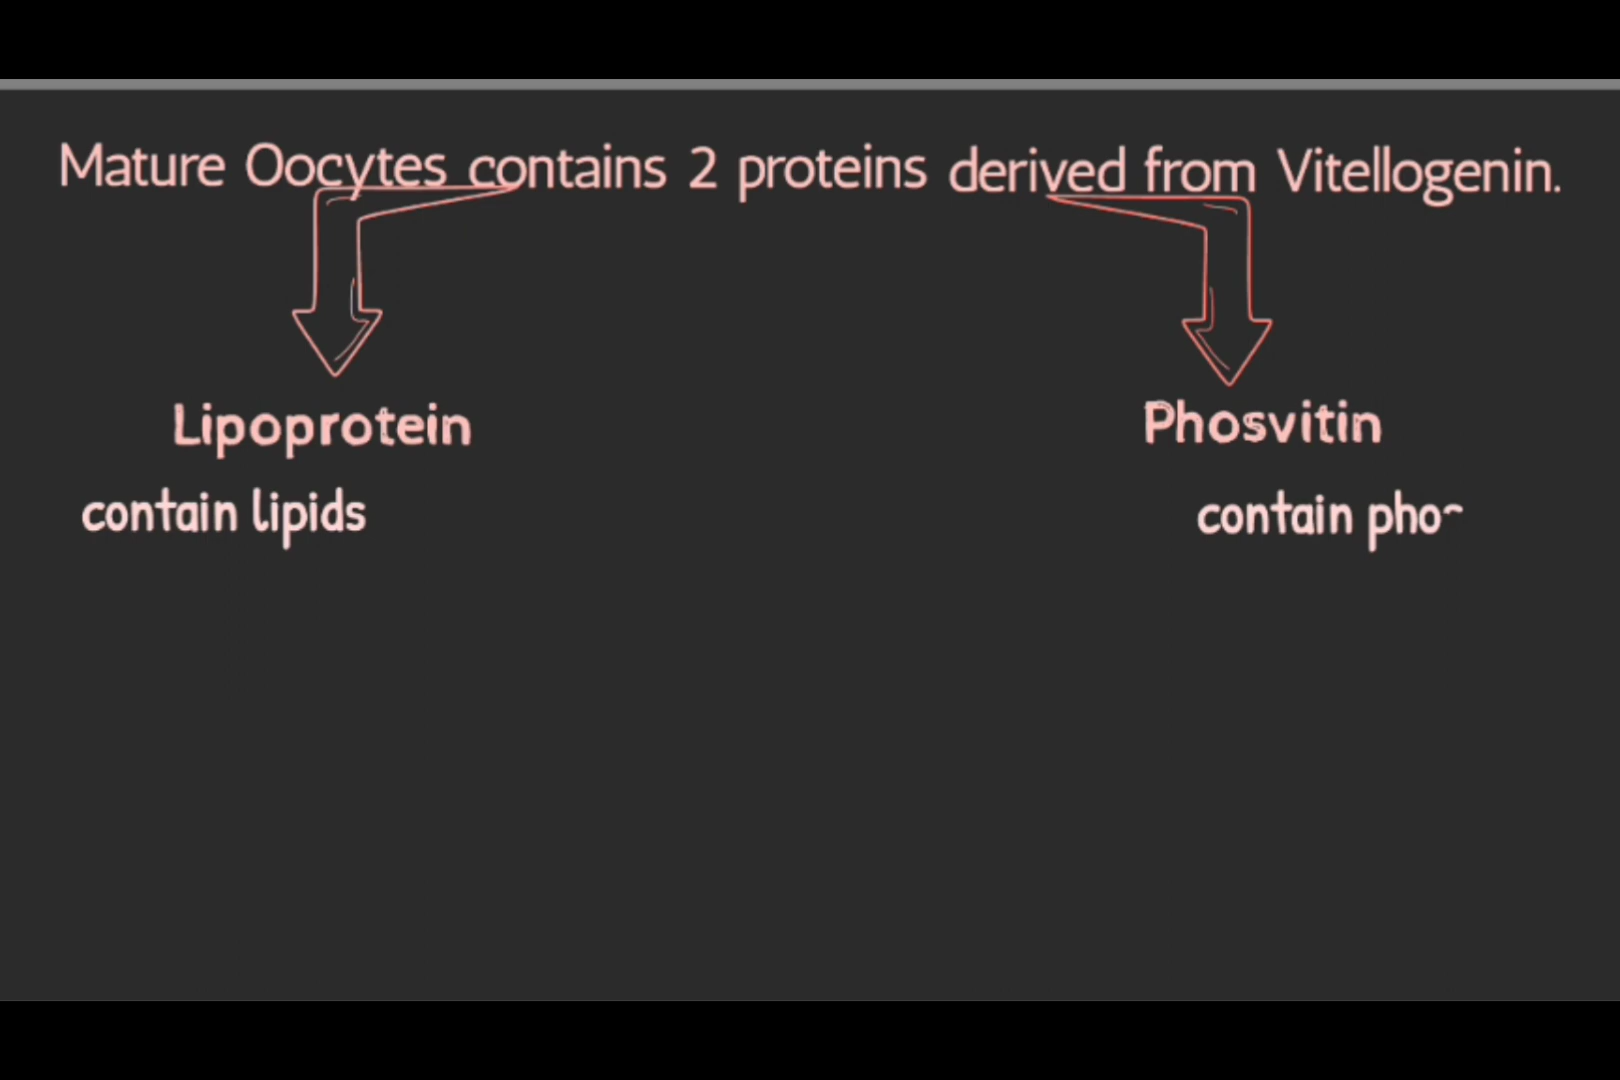 Mature Oocytes contains 2 proteins derived from Vitellogenin.
Lipoprotein
Phosvitin
contain lipids
contain pho